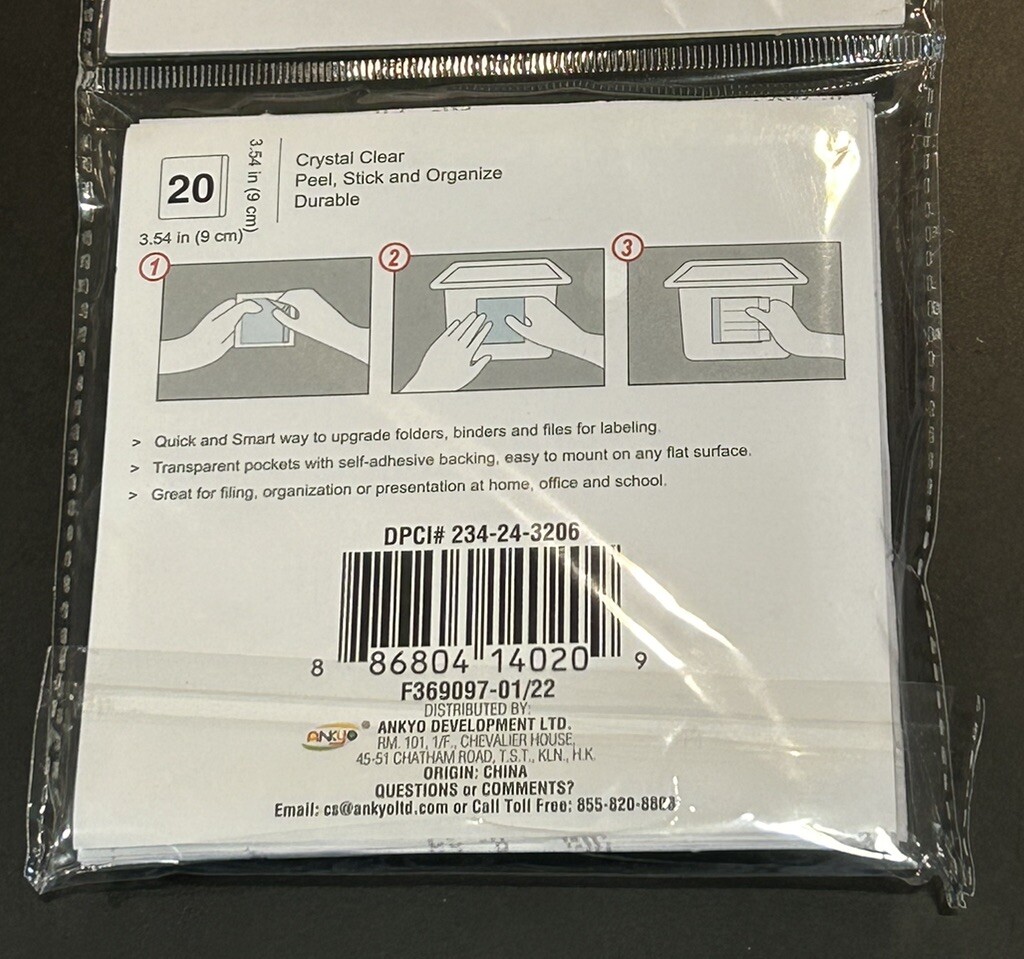 20
3.54 in (9 cm)
3.54 in (9 cm)
Crystal Clear
Peel, Stick and Organize
Durable
1
2
3
> Quick and Smart way to upgrade folders, binders and files for labeling.
> Transparent pockets with self-adhesive backing, easy to mount on any flat surface.
> Great for filing, organization or presentation at home, office and school.
DPCI# 234-24-3206
8 86804 14020 9
F369097-01/22
DISTRIBUTED BY:
ANKYO ® ANKYO DEVELOPMENT LTD.
RM. 101, 1/F., CHEVALIER HOUSE,
45-51 CHATHAM ROAD, T.S.T., KLN., H.K.
ORIGIN: CHINA
QUESTIONS or COMMENTS?
Email: cs@ankyoltd.com or Call Toll Free: